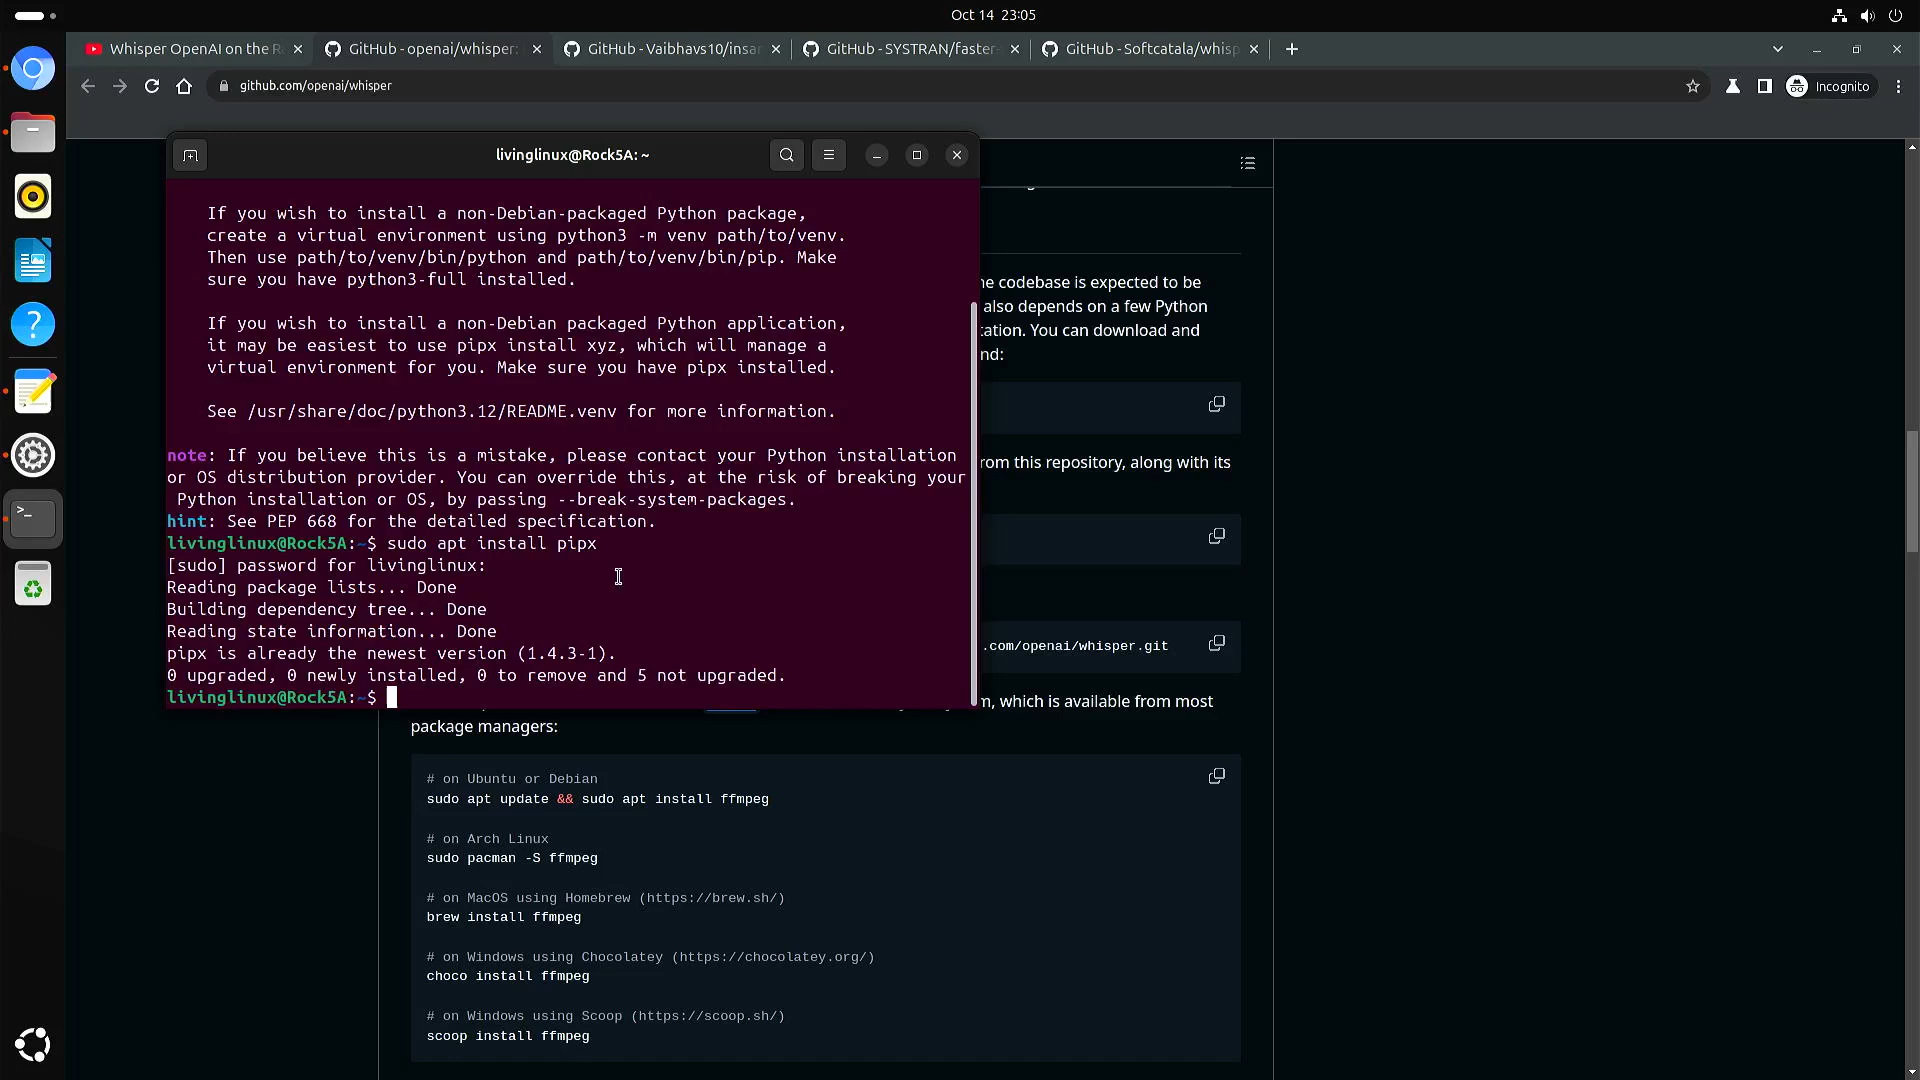 Oct 14 23:05
Whisper OpenAI on the R
GitHub - openai/whisper:
GitHub - Vaibhavs10/insan
GitHub - SYSTRAN/faster-
GitHub - Softcatala/whisp
github.com/openai/whisper
Incognito
livinglinux@Rock5A: ~
If you wish to install a non-Debian-packaged Python package,
create a virtual environment using python3 -m venv path/to/venv.
Then use path/to/venv/bin/python and path/to/venv/bin/pip. Make
sure you have python3-full installed.
If you wish to install a non-Debian packaged Python application,
it may be easiest to use pipx install xyz, which will manage a
virtual environment for you. Make sure you have pipx installed.
See /usr/share/doc/python3.12/README.venv for more information.
note: If you believe this is a mistake, please contact your Python installation
or OS distribution provider. You can override this, at the risk of breaking your
Python installation or OS, by passing --break-system-packages.
hint: See PEP 668 for the detailed specification.
livinglinux@Rock5A:~$ sudo apt install pipx
[sudo] password for livinglinux:
Reading package lists... Done
Building dependency tree... Done
Reading state information... Done
pipx is already the newest version (1.4.3-1).
0 upgraded, 0 newly installed, 0 to remove and 5 not upgraded.
livinglinux@Rock5A:~$
ne codebase is expected to be
also depends on a few Python
tation. You can download and
nd:
rom this repository, along with its
.com/openai/whisper.git
m, which is available from most
package managers:
# on Ubuntu or Debian
sudo apt update && sudo apt install ffmpeg
# on Arch Linux
sudo pacman -S ffmpeg
# on MacOS using Homebrew (https://brew.sh/)
brew install ffmpeg
# on Windows using Chocolatey (https://chocolatey.org/)
choco install ffmpeg
# on Windows using Scoop (https://scoop.sh/)
scoop install ffmpeg